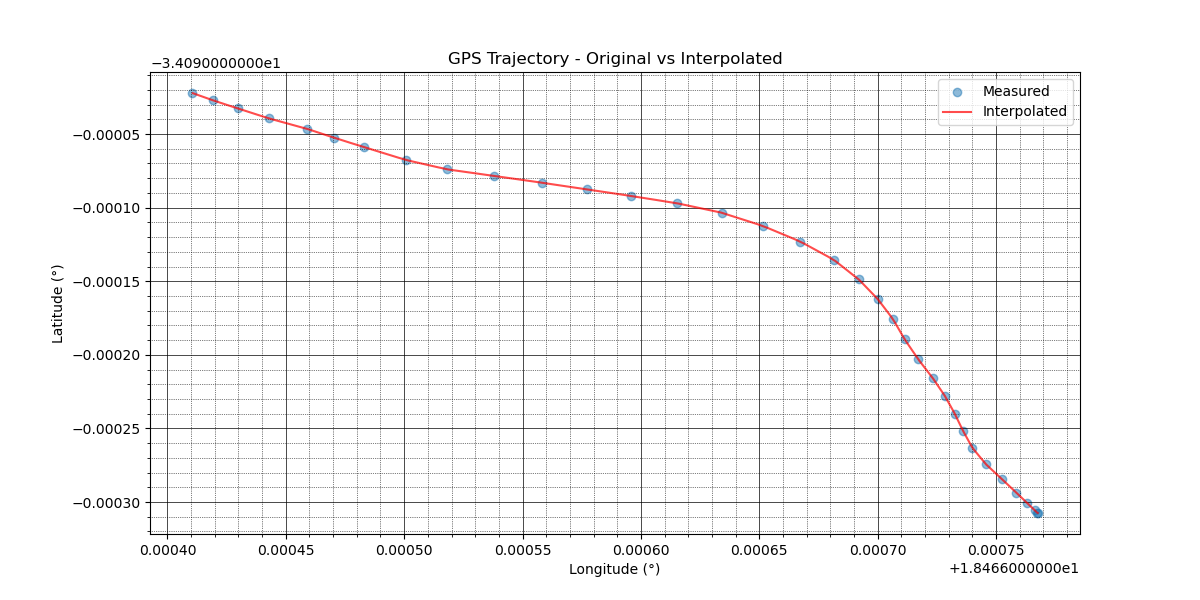 GPS Trajectory - Original vs Interpolated
−3.4090000000e1
Measured
Interpolated
−0.00005
−0.00010
−0.00015
−0.00020
−0.00025
−0.00030
Latitude (°)
0.00040 0.00045 0.00050 0.00055 0.00060 0.00065 0.00070 0.00075
Longitude (°)
+1.8466000000e1